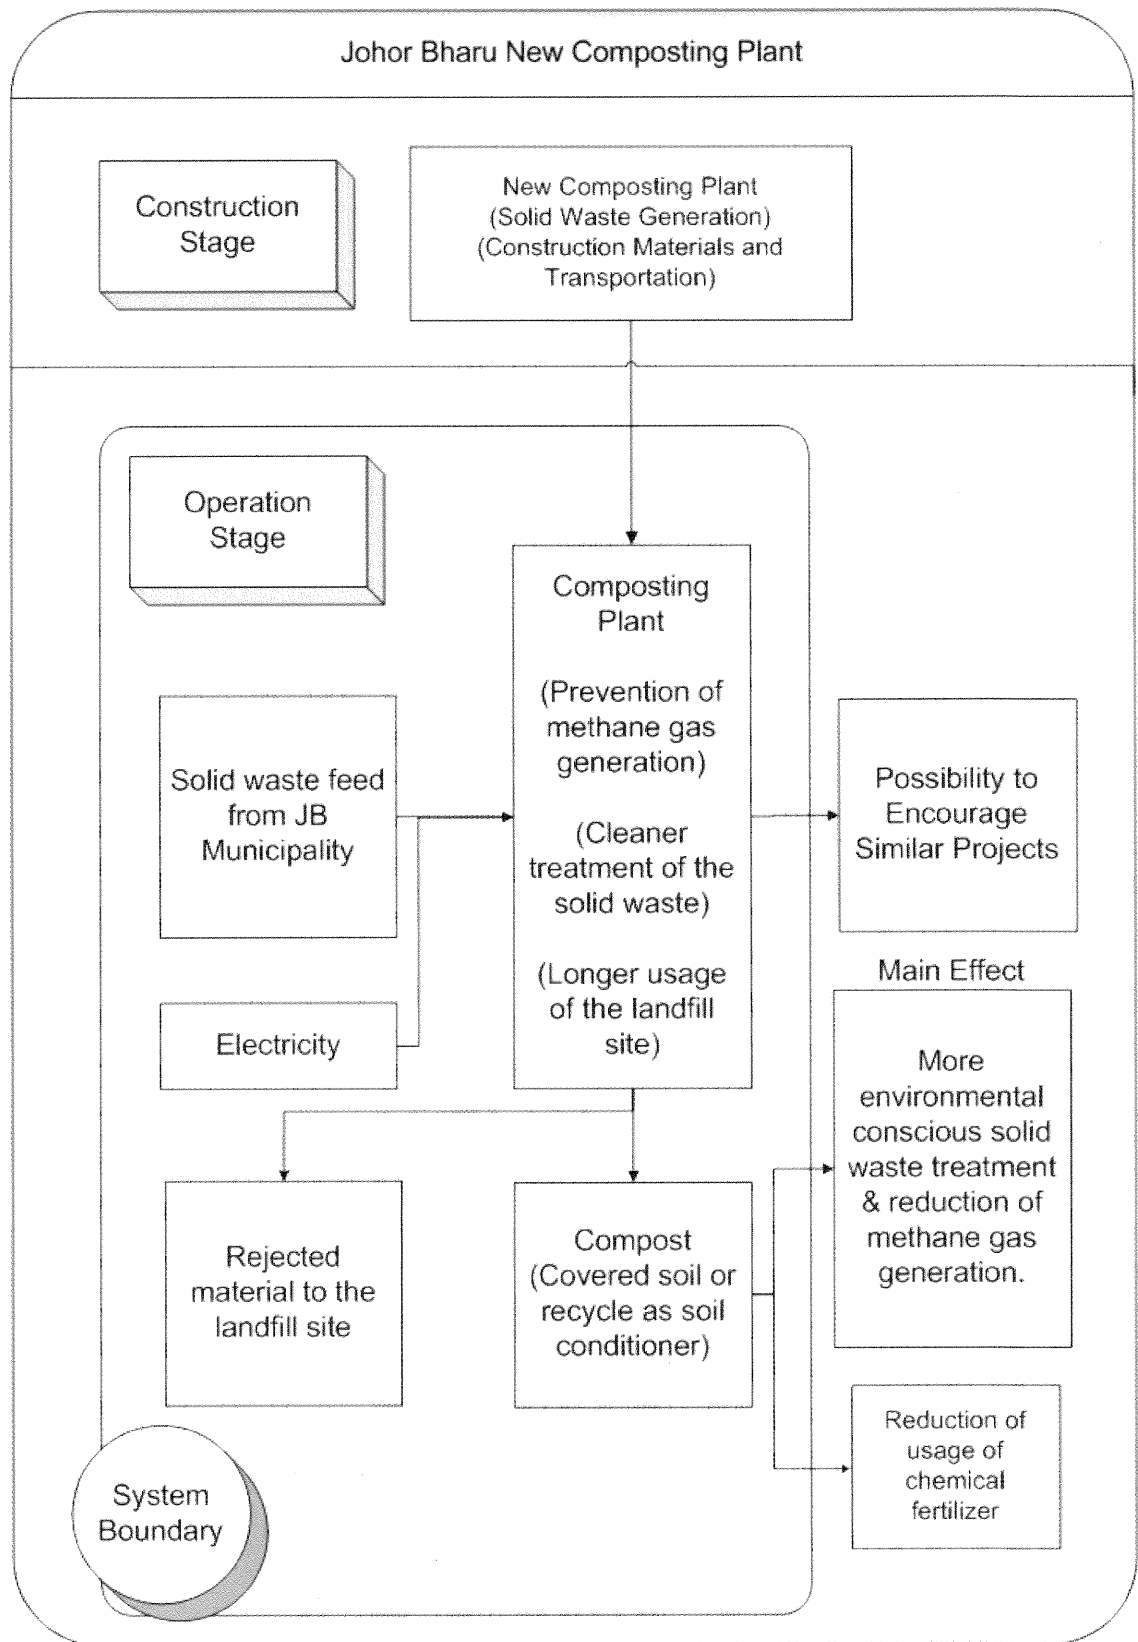 Johor Bharu New Composting Plant
Construction
Stage
New Composting Plant
(Solid Waste Generation)
(Construction Materials and
Transportation)
Operation
Stage
Composting
Plant
(Prevention of
methane gas
generation)
(Cleaner
treatment of the
solid waste)
(Longer usage
of the landfill
site)
Solid waste feed
from JB
Municipality
Electricity
Possibility to
Encourage
Similar Projects
Main Effect
More
environmental
conscious solid
waste treatment
& reduction of
methane gas
generation.
Rejected
material to the
landfill site
Compost
(Covered soil or
recycle as soil
conditioner)
Reduction of
usage of
chemical
fertilizer
System
Boundary